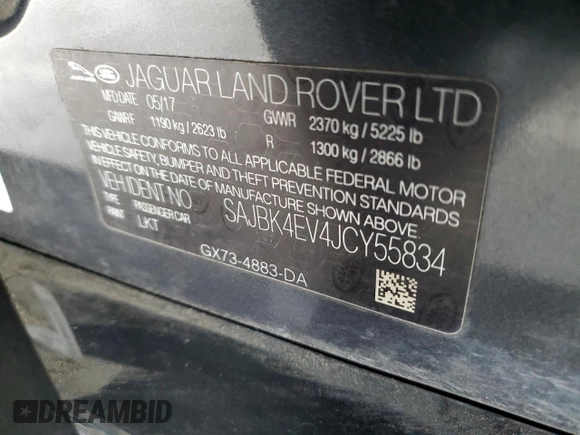 JAGUAR LAND ROVER LTD
MFD DATE 05/17 GVWR 2370 kg / 5225 lb
GAWR F 1190 kg / 2623 lb R 1300 kg / 2866 lb
THIS VEHICLE CONFORMS TO ALL APPLICABLE FEDERAL MOTOR
VEHICLE SAFETY, BUMPER AND THEFT PREVENTION STANDARDS
IN EFFECT ON THE DATE OF MANUFACTURE SHOWN ABOVE.
VEH IDENT NO. SAJBK4EV4JCY55834
TYPE PASSENGER CAR
PAINT LKT
GX73-4883-DA
DREAMBID